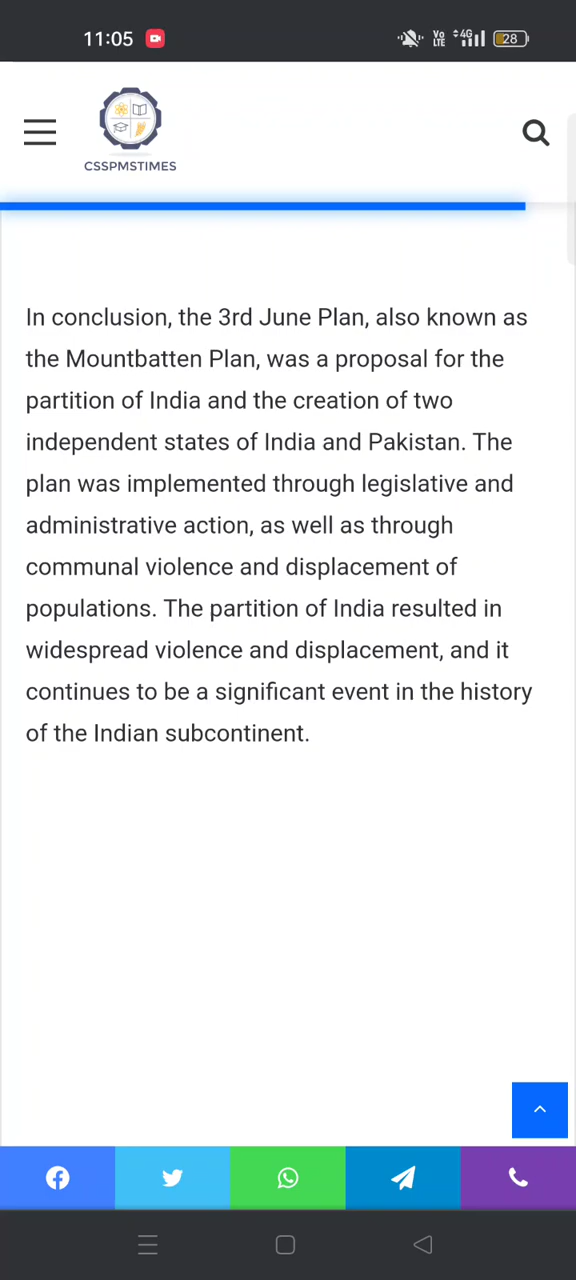 11:05
Vo LTE 4G 28
CSSPMSTIMES
In conclusion, the 3rd June Plan, also known as
the Mountbatten Plan, was a proposal for the
partition of India and the creation of two
independent states of India and Pakistan. The
plan was implemented through legislative and
administrative action, as well as through
communal violence and displacement of
populations. The partition of India resulted in
widespread violence and displacement, and it
continues to be a significant event in the history
of the Indian subcontinent.